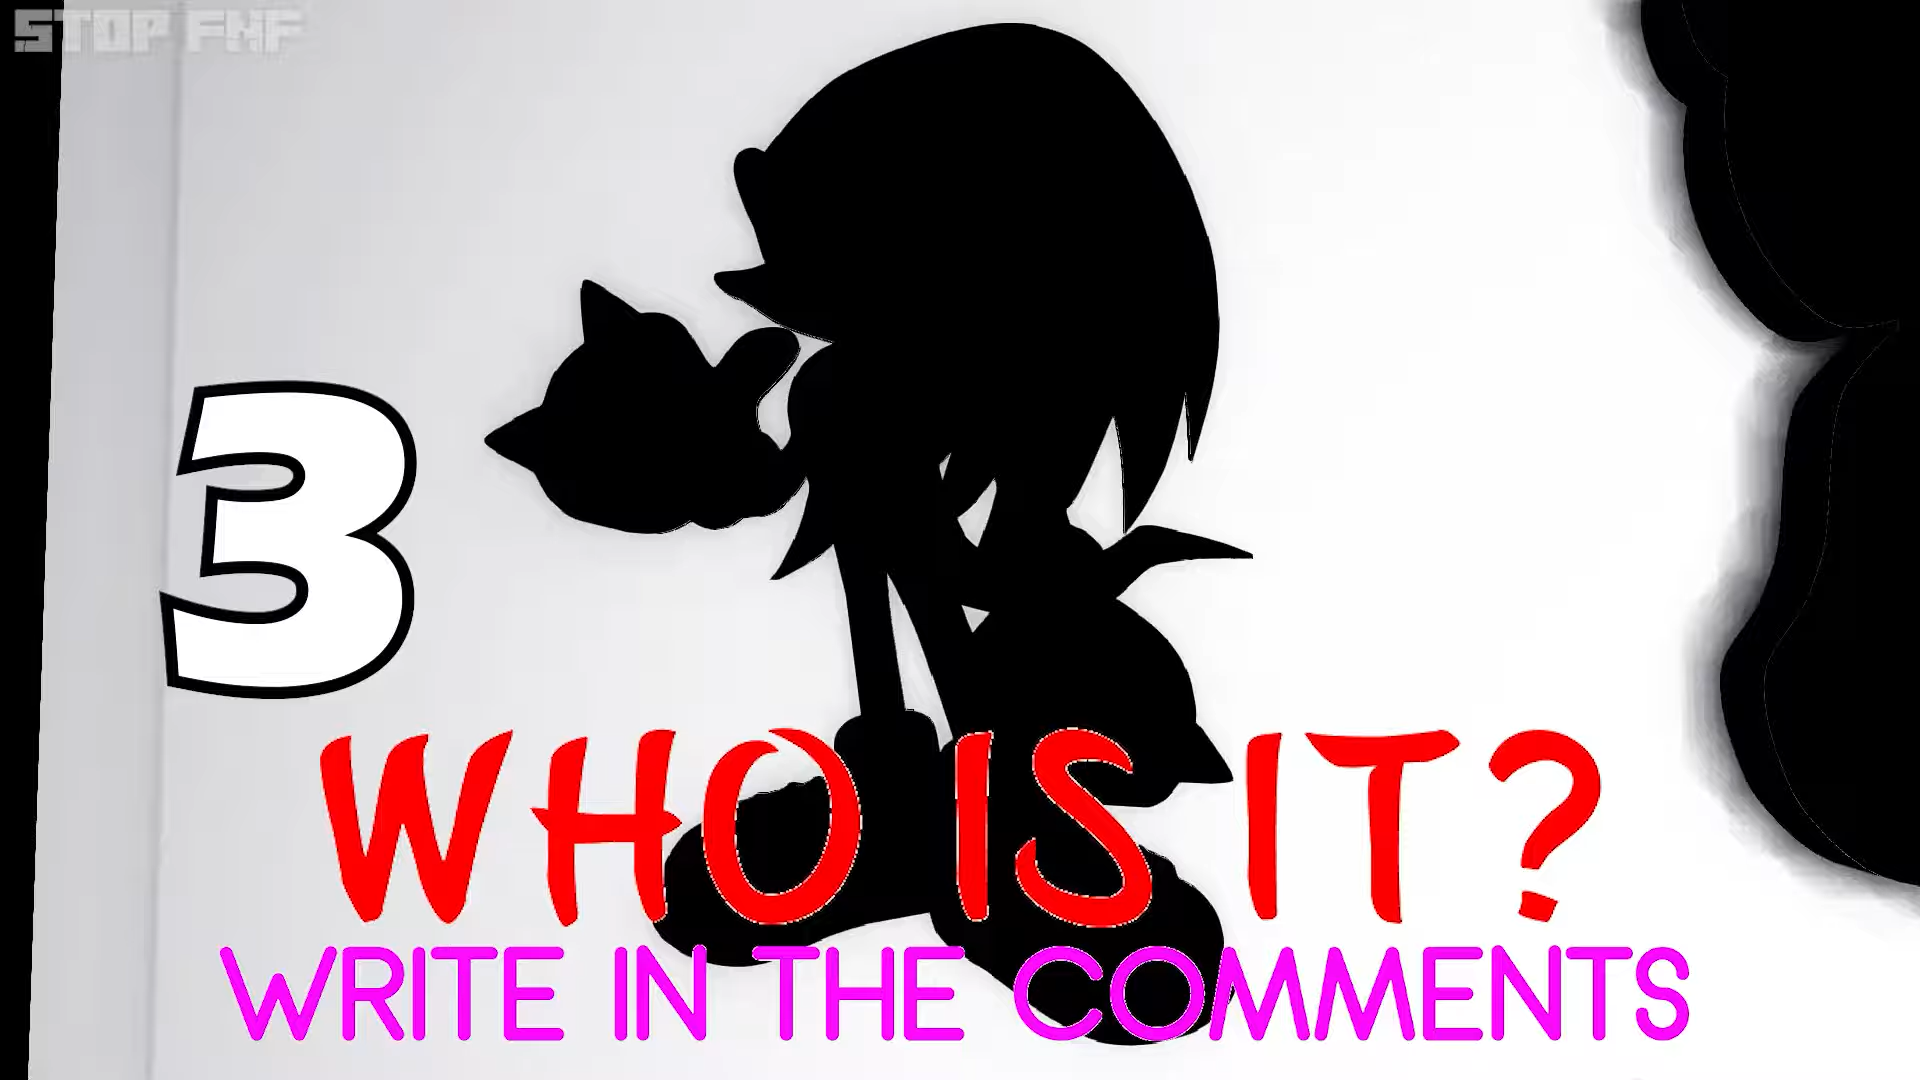 STOP FNF
3
WHO IS IT?
WRITE IN THE COMMENTS